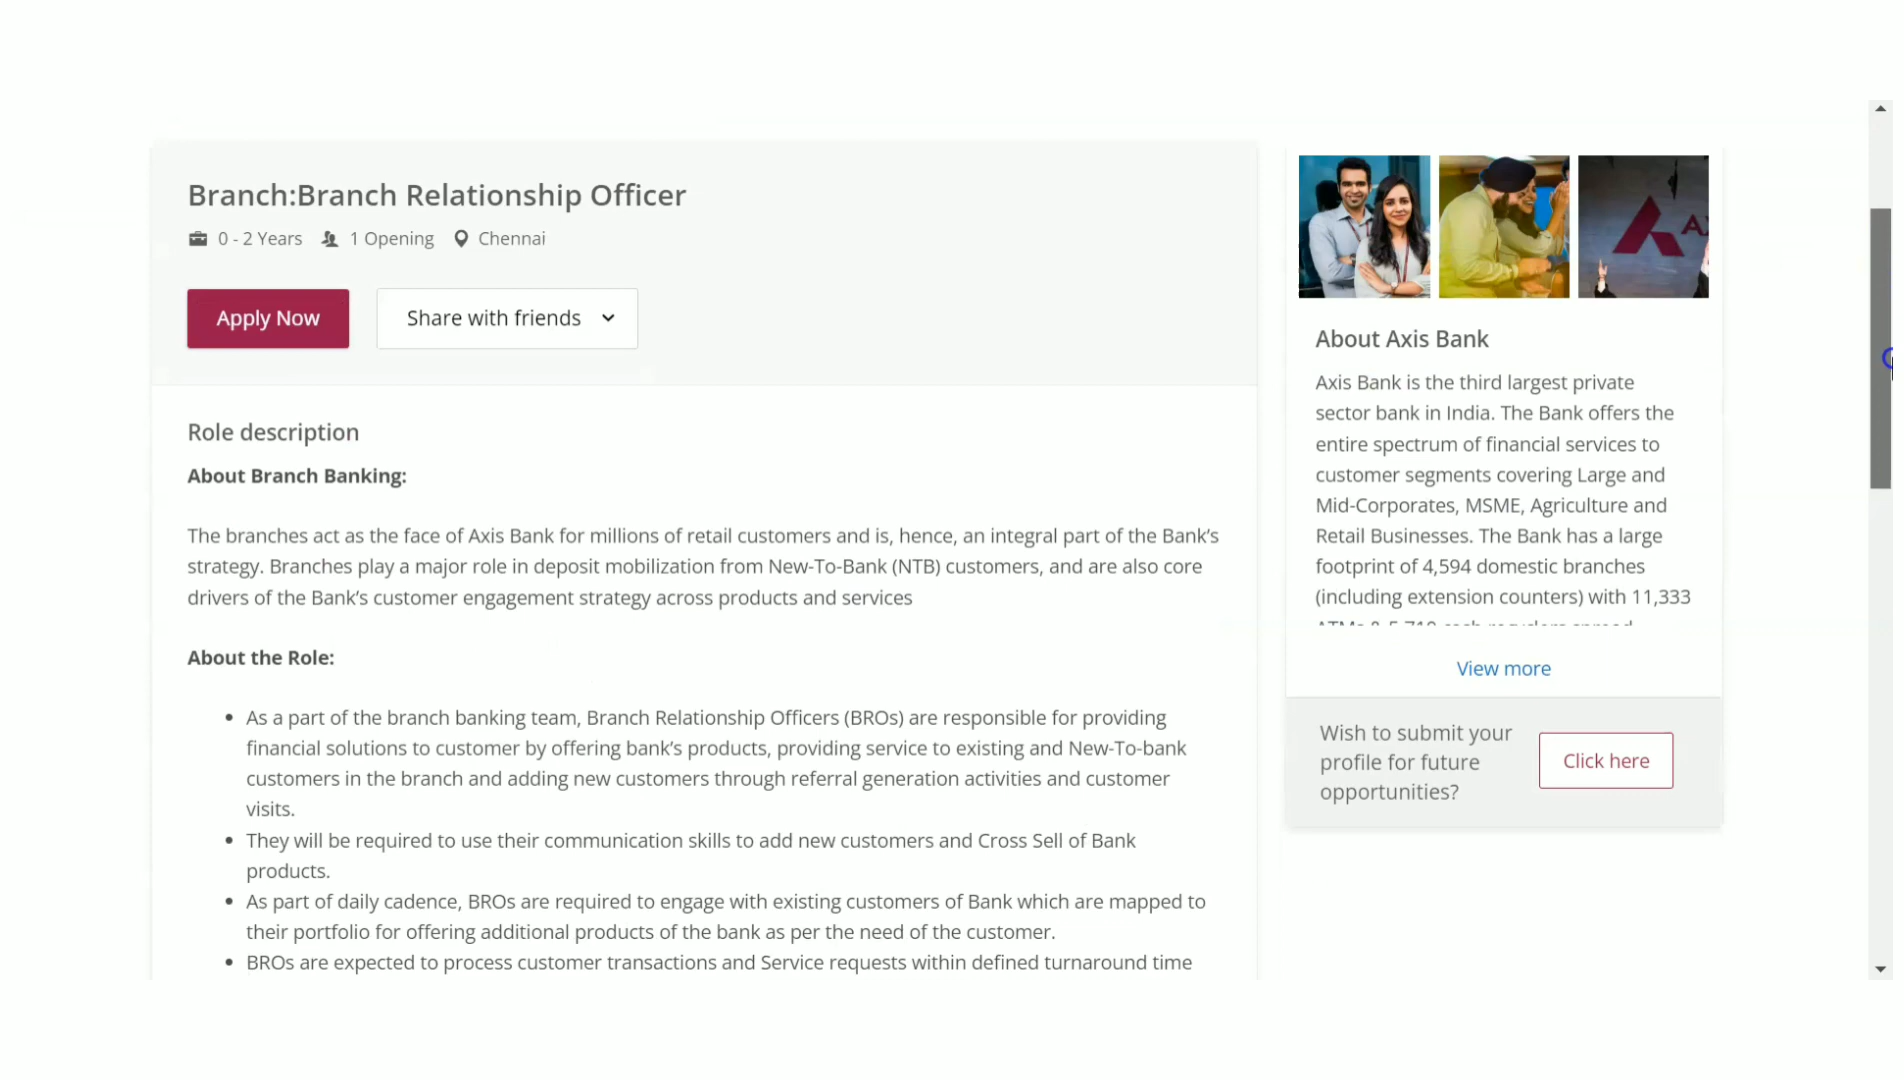 Branch:Branch Relationship Officer
0 - 2 Years 1 Opening Chennai
Apply Now Share with friends
Role description
About Branch Banking:
The branches act as the face of Axis Bank for millions of retail customers and is, hence, an integral part of the Bank's
strategy. Branches play a major role in deposit mobilization from New-To-Bank (NTB) customers, and are also core
drivers of the Bank's customer engagement strategy across products and services
About the Role:
• As a part of the branch banking team, Branch Relationship Officers (BROs) are responsible for providing
financial solutions to customer by offering bank's products, providing service to existing and New-To-bank
customers in the branch and adding new customers through referral generation activities and customer
visits.
• They will be required to use their communication skills to add new customers and Cross Sell of Bank
products.
• As part of daily cadence, BROs are required to engage with existing customers of Bank which are mapped to
their portfolio for offering additional products of the bank as per the need of the customer.
• BROs are expected to process customer transactions and Service requests within defined turnaround time
About Axis Bank
Axis Bank is the third largest private
sector bank in India. The Bank offers the
entire spectrum of financial services to
customer segments covering Large and
Mid-Corporates, MSME, Agriculture and
Retail Businesses. The Bank has a large
footprint of 4,594 domestic branches
(including extension counters) with 11,333
ATMs & 5,710 cash recyclers spread
View more
Wish to submit your
profile for future
opportunities?
Click here